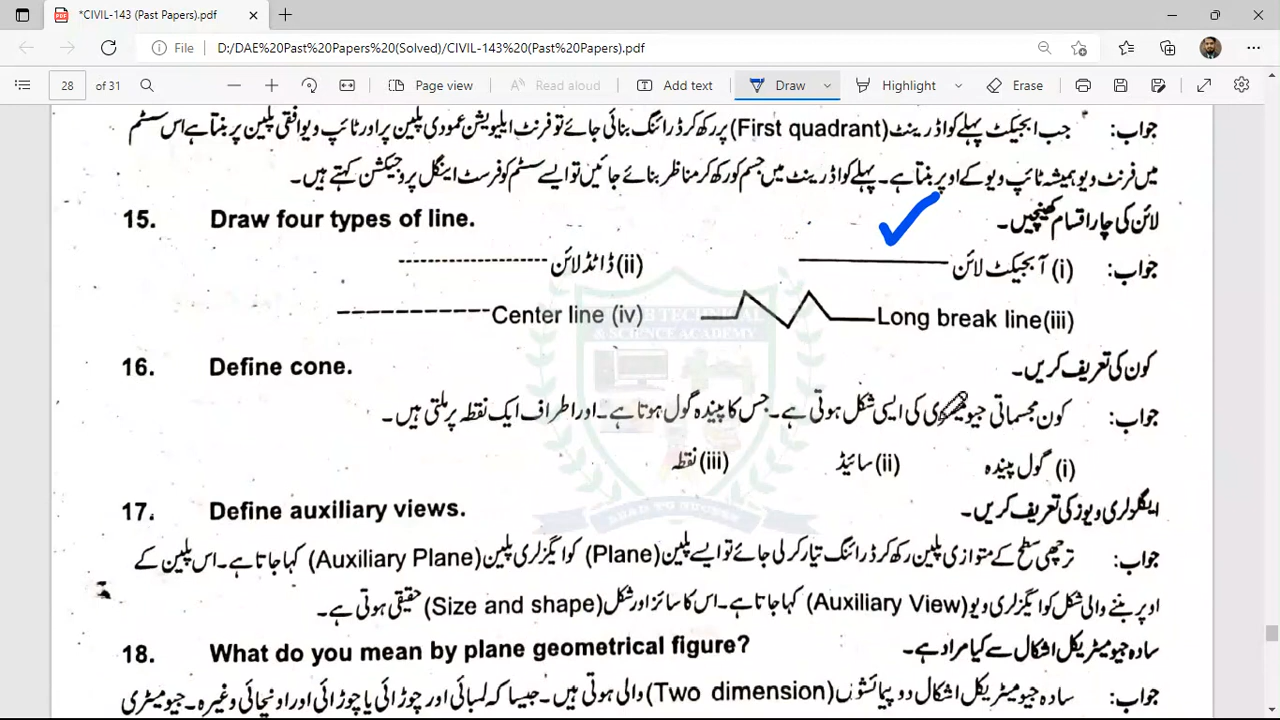 *CIVIL-143 (Past Papers).pdf
File D:/DAE%20Past%20Papers%20(Solved)/CIVIL-143%20(Past%20Papers).pdf
28 of 31 Page view Read aloud Add text Draw Highlight Erase
جواب: جب ابجیکٹ پہلے کواڈرینٹ (First quadrant) پر رکھ کر ڈرائنگ بنائی جائے تو فرنٹ ایلیویشن عمودی پلین پر اور ٹاپ ویو افقی پلین پر بنتا ہے اس سسٹم
میں فرنٹ ویو ہمیشہ ٹاپ ویو کے اوپر بنتا ہے۔ پہلے کواڈرینٹ میں جسم کو رکھ کر مناظر بنائے جائیں تو ایسے سسٹم کو فرسٹ اینگل پروجیکشن کہتے ہیں۔
15. Draw four types of line. لائن کی چار اقسام کھینچیں۔
جواب: (i) آبجیکٹ لائن (ii) ڈاٹڈ لائن
Long break line (iii) Center line (iv)
16. Define cone. کون کی تعریف کریں۔
جواب: کون مجسماتی جیومیٹری کی ایسی شکل ہوتی ہے۔ جس کا پیندہ گول ہوتا ہے۔ اور اطراف ایک نقطہ پر ملتی ہیں۔
(i) گول پیندہ (ii) سائیڈ (iii) نقطہ
17. Define auxiliary views. ایگزلری ویوز کی تعریف کریں۔
جواب: ترچھی سطح کے متوازی پلین رکھ کر ڈرائنگ تیار کر لی جائے تو ایسے پلین (Plane) کو ایگزلری پلین (Auxiliary Plane) کہا جاتا ہے۔ اس پلین کے
اوپر بننے والی شکل کو ایگزلری ویو (Auxiliary View) کہا جاتا ہے۔ اس کا سائز اور شکل (Size and shape) حقیقی ہوتی ہے۔
18. What do you mean by plane geometrical figure? سادہ جیومیٹریکل اشکال سے کیا مراد ہے۔
جواب: سادہ جیومیٹریکل اشکال دو پیمائشوں (Two dimension) والی ہوتی ہیں۔ جیسا کہ لمبائی اور چوڑائی یا چوڑائی اور اونچائی وغیرہ۔ جیومیٹری